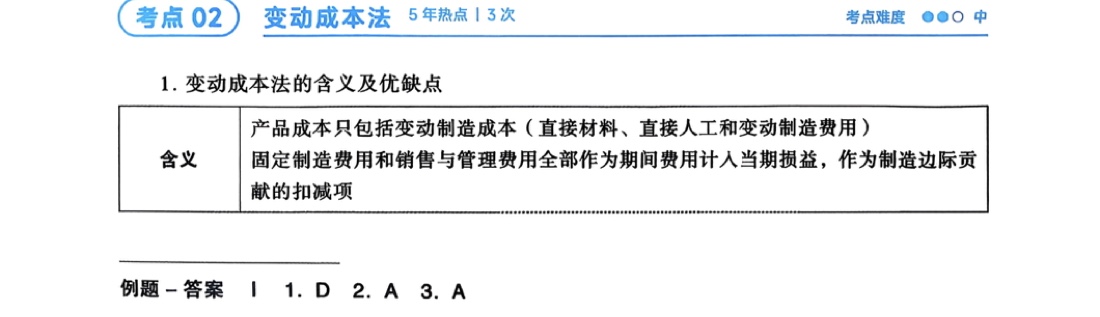 考点 02 变动成本法 5 年热点 | 3 次 考点难度 中
1. 变动成本法的含义及优缺点
产品成本只包括变动制造成本（直接材料、直接人工和变动制造费用）
含义 固定制造费用和销售与管理费用全部作为期间费用计入当期损益，作为制造边际贡
献的扣减项
例题 – 答案 | 1. D 2. A 3. A